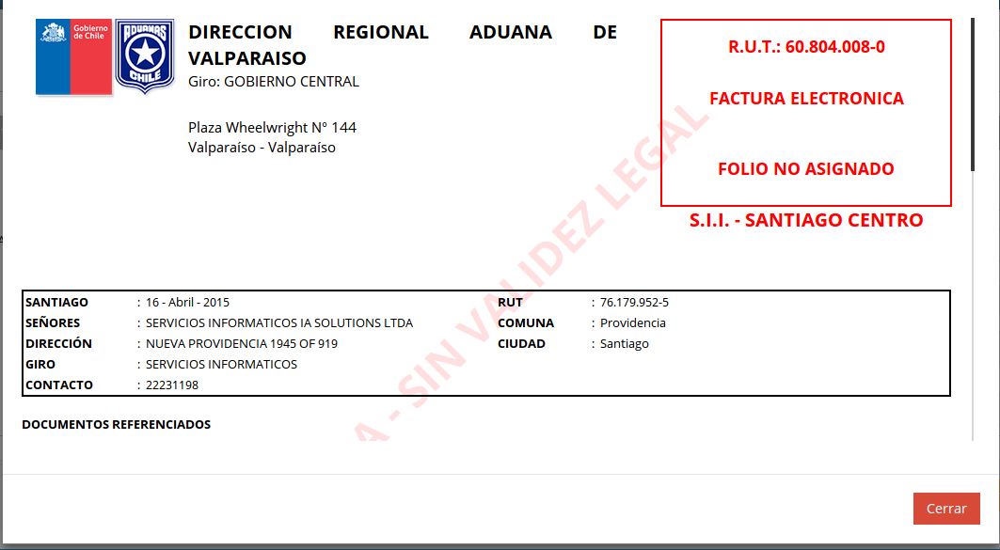 Gobierno
de Chile
ADUANAS
CHILE
DIRECCION REGIONAL ADUANA DE
VALPARAISO
Giro: GOBIERNO CENTRAL
Plaza Wheelwright N° 144
Valparaíso - Valparaíso
R.U.T.: 60.804.008-0
FACTURA ELECTRONICA
FOLIO NO ASIGNADO
S.I.I. - SANTIAGO CENTRO
A - SIN VALIDEZ LEGAL
SANTIAGO : 16 - Abril - 2015 RUT : 76.179.952-5
SEÑORES : SERVICIOS INFORMATICOS IA SOLUTIONS LTDA COMUNA : Providencia
DIRECCIÓN : NUEVA PROVIDENCIA 1945 OF 919 CIUDAD : Santiago
GIRO : SERVICIOS INFORMATICOS
CONTACTO : 22231198
DOCUMENTOS REFERENCIADOS
Cerrar